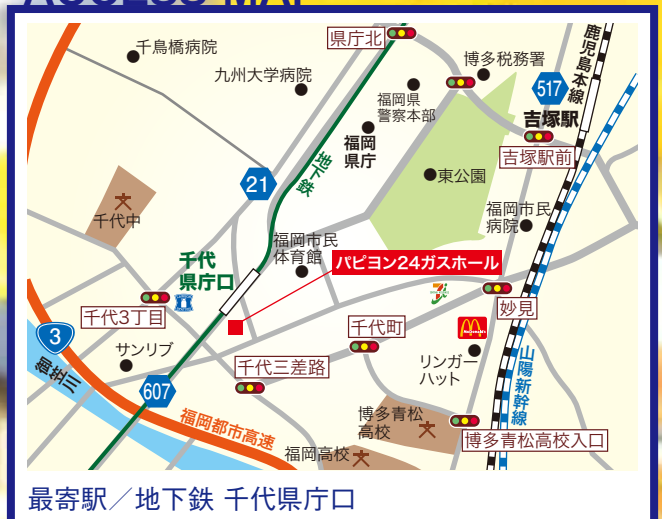 ACCESS MAP
県庁北
千鳥橋病院
博多税務署
鹿児島本線
九州大学病院
517
福岡県
警察本部
吉塚駅
福岡
県庁
地下鉄
吉塚駅前
東公園
21
千代中
福岡市民
病院
福岡市民
体育館
千代
県庁口
パピヨン24ガスホール
千代3丁目
妙見
3
千代町
McDonald's
サンリブ
千代三差路
リンガー
ハット
山陽新幹線
御笠川
607
福岡都市高速
博多青松
高校
博多青松高校入口
福岡高校
最寄駅／地下鉄 千代県庁口